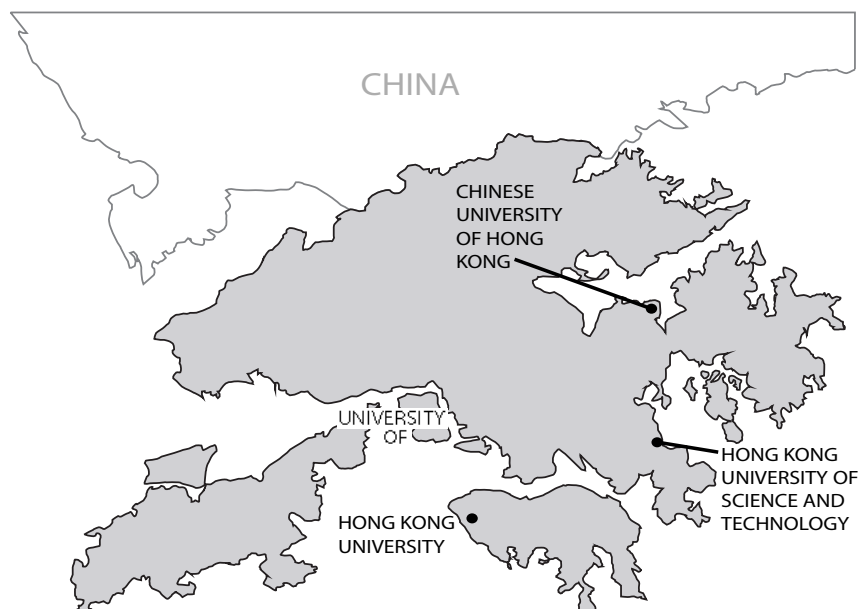 CHINA
CHINESE
UNIVERSITY
OF HONG
KONG
UNIVERSITY
OF
HONG KONG
UNIVERSITY OF
SCIENCE AND
TECHNOLOGY
HONG KONG
UNIVERSITY